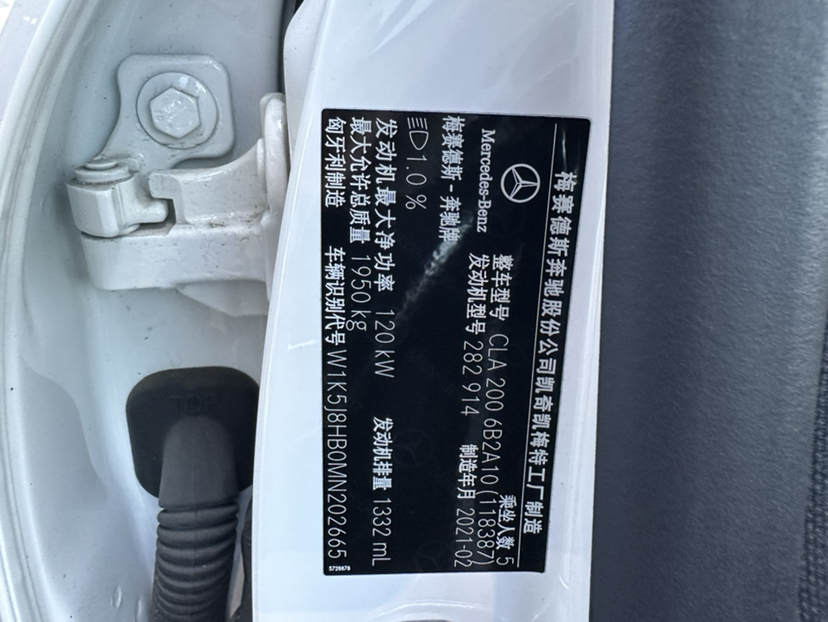 梅赛德斯奔驰股份公司凯奇凯梅特工厂制造
Mercedes-Benz 整车型号 CLA 200 6B2A10 (118387) 乘坐人数 5
梅赛德斯-奔驰牌 发动机型号 282 914 制造年月 2021-02
1.0 %
发动机最大净功率 120 kW 发动机排量 1332 mL
最大允许总质量 1950 kg
匈牙利制造 车辆识别代号 W1K5J8HB0MN202665
5728878